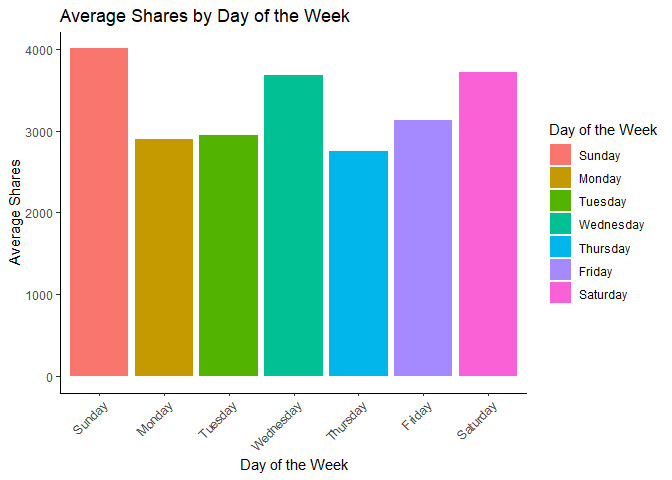 Average Shares by Day of the Week
Average Shares
4000
3000
2000
1000
0
Sunday
Monday
Tuesday
Wednesday
Thursday
Friday
Saturday
Day of the Week
Day of the Week
Sunday
Monday
Tuesday
Wednesday
Thursday
Friday
Saturday